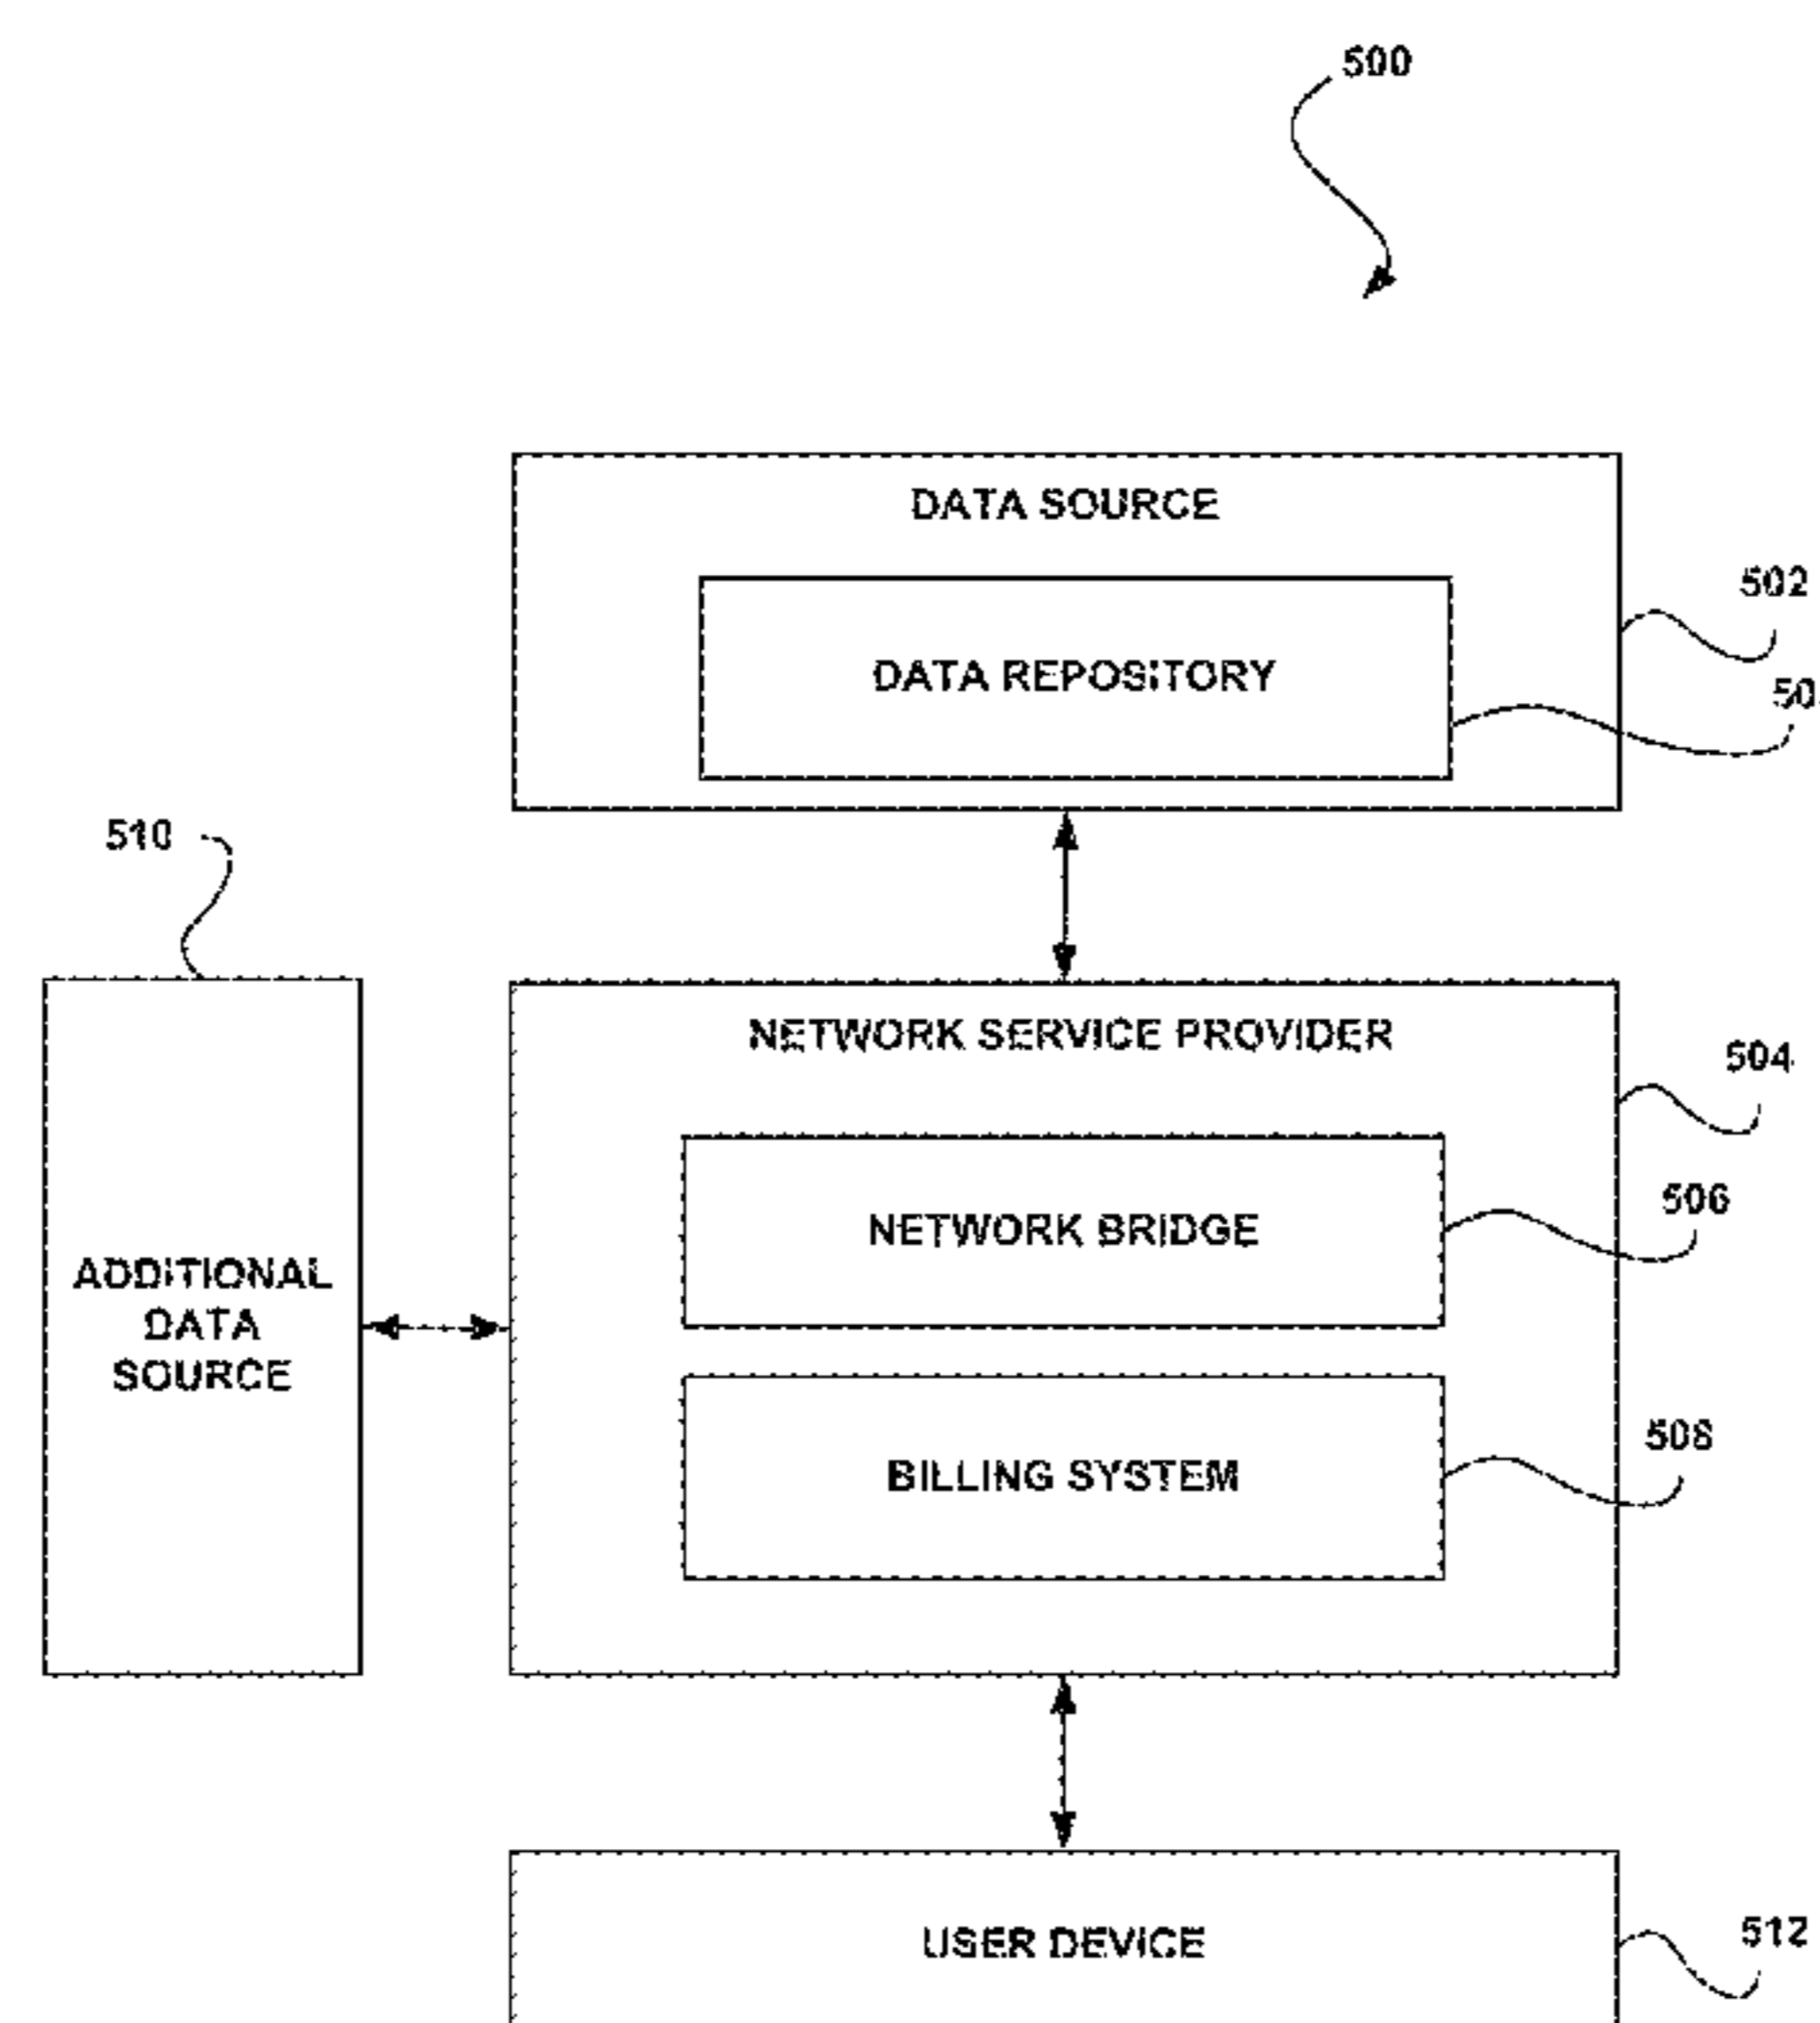 500
DATA SOURCE
502
DATA REPOSITORY
510
NETWORK SERVICE PROVIDER
504
506
NETWORK BRIDGE
ADDITIONAL
DATA
SOURCE
508
BILLING SYSTEM
USER DEVICE
512